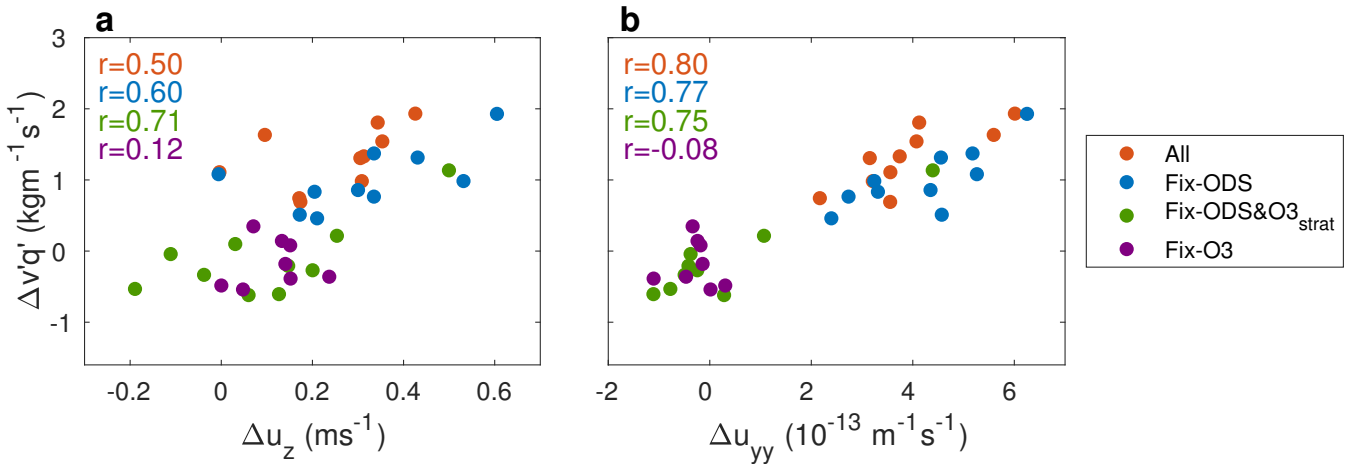 a
b
3
2
1
0
-1
Δv'q' (kgm⁻¹s⁻¹)
r=0.50
r=0.60
r=0.71
r=0.12
r=0.80
r=0.77
r=0.75
r=-0.08
-0.2 0 0.2 0.4 0.6
-2 0 2 4 6
Δu_z (ms⁻¹)
Δu_yy (10⁻¹³ m⁻¹s⁻¹)
All
Fix-ODS
Fix-ODS&O3_strat
Fix-O3